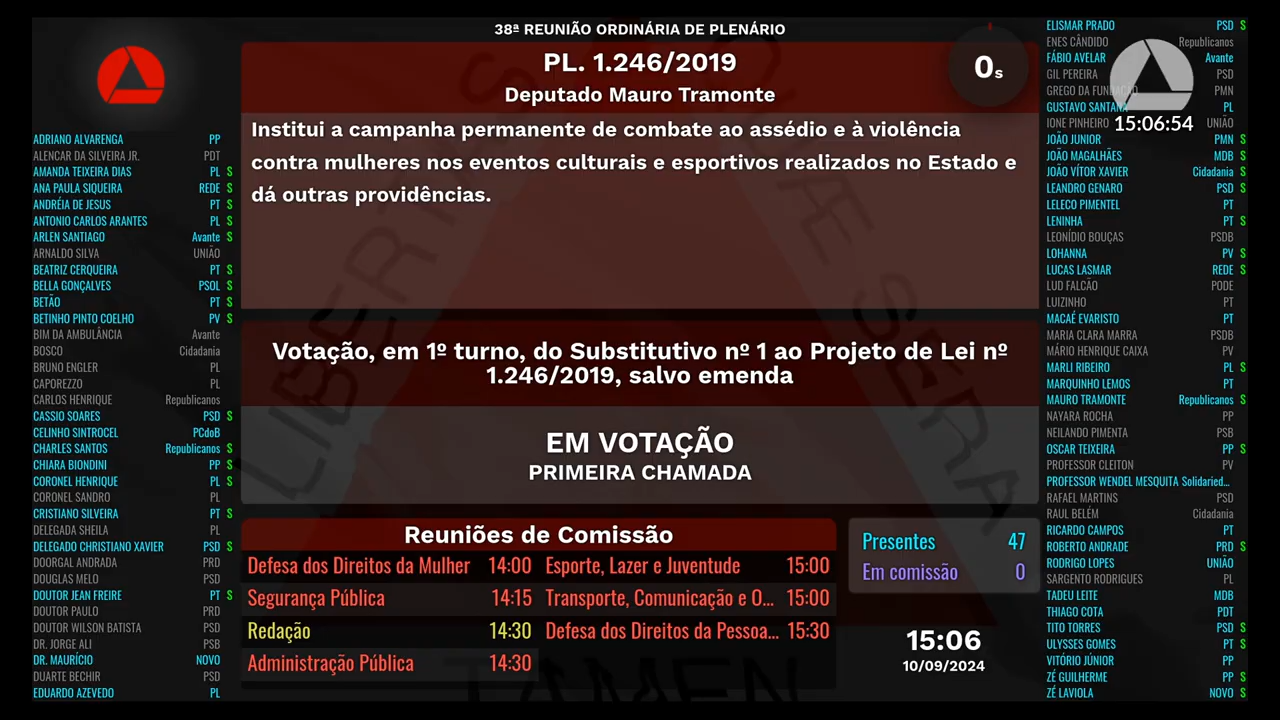 38ª REUNIÃO ORDINÁRIA DE PLENÁRIO
PL. 1.246/2019
Deputado Mauro Tramonte
0s
Institui a campanha permanente de combate ao assédio e à violência
contra mulheres nos eventos culturais e esportivos realizados no Estado e
dá outras providências.
Votação, em 1º turno, do Substitutivo nº 1 ao Projeto de Lei nº
1.246/2019, salvo emenda
EM VOTAÇÃO
PRIMEIRA CHAMADA
Reuniões de Comissão
Defesa dos Direitos da Mulher 14:00 Esporte, Lazer e Juventude 15:00
Segurança Pública 14:15 Transporte, Comunicação e O... 15:00
Redação 14:30 Defesa dos Direitos da Pessoa... 15:30
Administração Pública 14:30
Presentes 47
Em comissão 0
15:06
10/09/2024
ADRIANO ALVARENGA PP
ALENCAR DA SILVEIRA JR. PDT
AMANDA TEIXEIRA DIAS PL S
ANA PAULA SIQUEIRA REDE S
ANDRÉIA DE JESUS PT S
ANTONIO CARLOS ARANTES PL S
ARLEN SANTIAGO Avante S
ARNALDO SILVA UNIÃO
BEATRIZ CERQUEIRA PT S
BELLA GONÇALVES PSOL S
BETÃO PT S
BETINHO PINTO COELHO PV S
BIM DA AMBULÂNCIA Avante
BOSCO Cidadania
BRUNO ENGLER PL
CAPOREZZO PL
CARLOS HENRIQUE Republicanos
CASSIO SOARES PSD S
CELINHO SINTROCEL PCdoB
CHARLES SANTOS Republicanos S
CHIARA BIONDINI PP S
CORONEL HENRIQUE PL S
CORONEL SANDRO PL
CRISTIANO SILVEIRA PT S
DELEGADA SHEILA PL
DELEGADO CHRISTIANO XAVIER PSD S
DOORGAL ANDRADA PRD
DOUGLAS MELO PSD
DOUTOR JEAN FREIRE PT S
DOUTOR PAULO PRD
DOUTOR WILSON BATISTA PSD
DR. JORGE ALI PSB
DR. MAURÍCIO NOVO
DUARTE BECHIR PSD
EDUARDO AZEVEDO PL
ELISMAR PRADO PSD S
ENES CÂNDIDO Republicanos
FÁBIO AVELAR Avante
GIL PEREIRA PSD
GREGO DA FUNDAÇÃO PMN
GUSTAVO SANTANA PL
IONE PINHEIRO UNIÃO
15:06:54
JOÃO JUNIOR PMN S
JOÃO MAGALHÃES MDB S
JOÃO VÍTOR XAVIER Cidadania S
LEANDRO GENARO PSD S
LELECO PIMENTEL PT
LENINHA PT S
LEONÍDIO BOUÇAS PSDB
LOHANNA PV S
LUCAS LASMAR REDE S
LUD FALCÃO PODE
LUIZINHO PT
MACAÉ EVARISTO PT
MARIA CLARA MARRA PSDB
MÁRIO HENRIQUE CAIXA PV
MARLI RIBEIRO PL S
MARQUINHO LEMOS PT
MAURO TRAMONTE Republicanos S
NAYARA ROCHA PP
NEILANDO PIMENTA PSB
OSCAR TEIXEIRA PP S
PROFESSOR CLEITON PV
PROFESSOR WENDEL MESQUITA Solidaried...
RAFAEL MARTINS PSD
RAUL BELÉM Cidadania
RICARDO CAMPOS PT
ROBERTO ANDRADE PRD S
RODRIGO LOPES UNIÃO
SARGENTO RODRIGUES PL
TADEU LEITE MDB
THIAGO COTA PDT
TITO TORRES PSD S
ULYSSES GOMES PT S
VITÓRIO JÚNIOR PP
ZÉ GUILHERME PP S
ZÉ LAVIOLA NOVO S
LIBERTAS QUÆ SERA TAMEN